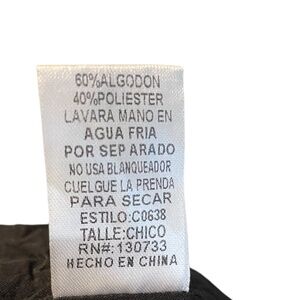 60%ALGODON
40%POLIESTER
LAVARA MANO EN
AGUA FRIA
POR SEP ARADO
NO USA BLANQUEADOR
CUELGUE LA PRENDA
PARA SECAR
ESTILO:C0638
TALLE:CHICO
RN#:130733
HECHO EN CHINA